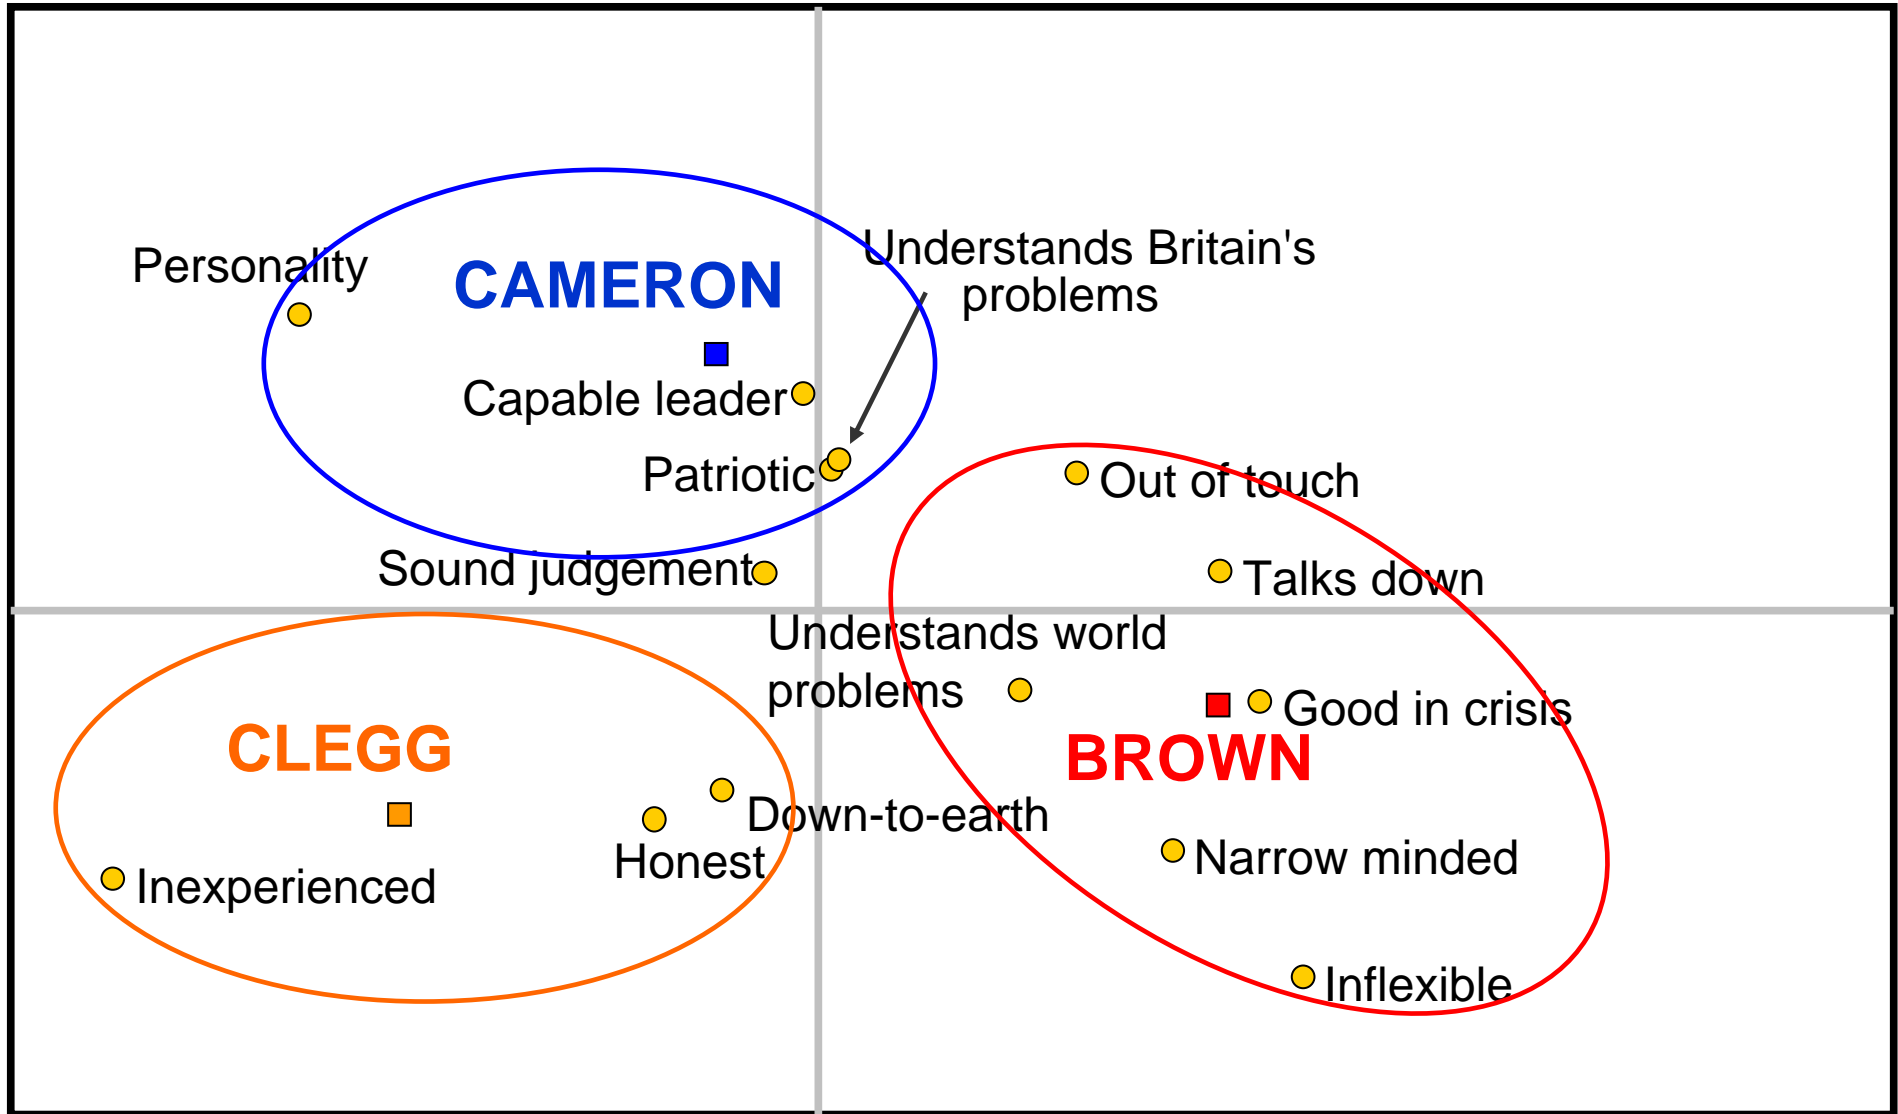 Understands Britain's
problems
Personality
CAMERON
Capable leader
Patriotic
Out of touch
Sound judgement
Talks down
Understands world
problems
Good in crisis
CLEGG
BROWN
Down-to-earth
Honest
Narrow minded
Inexperienced
Inflexible